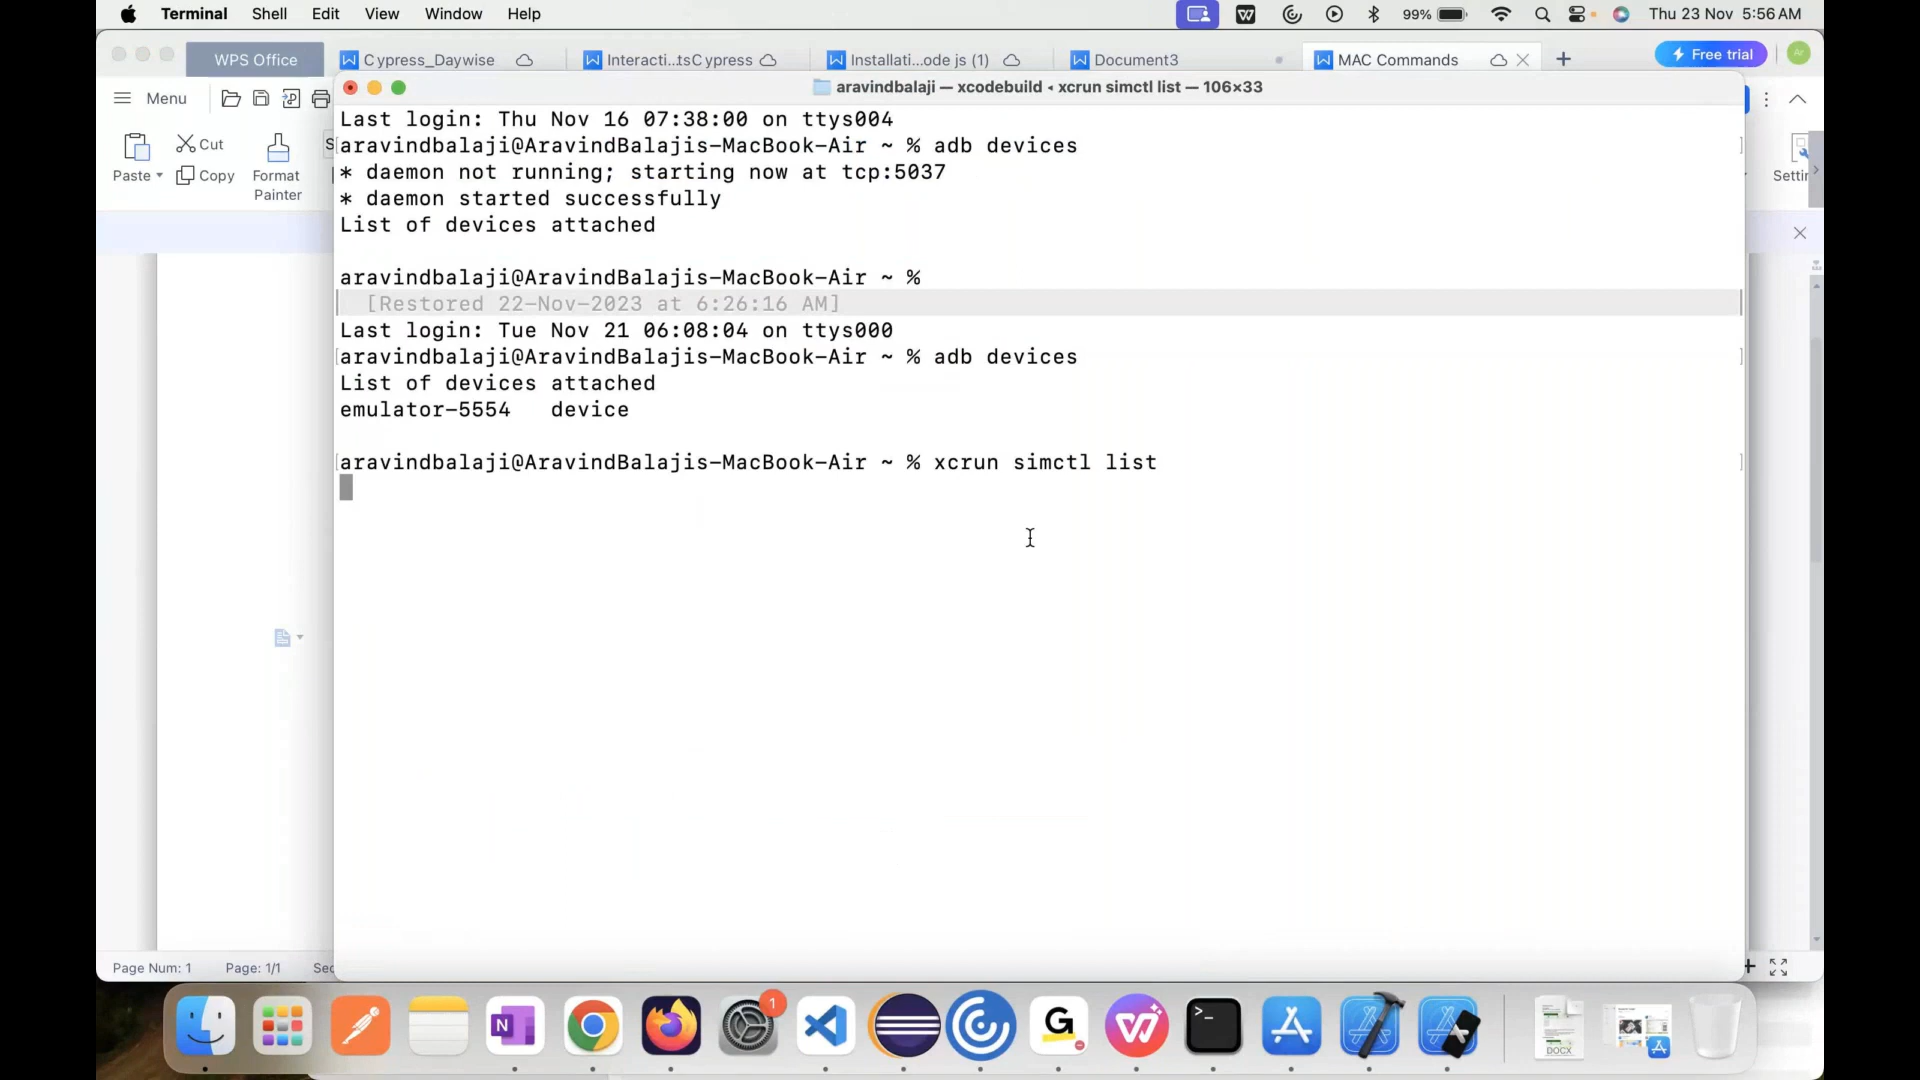 Terminal Shell Edit View Window Help 99% Thu 23 Nov 5:56 AM
WPS Office Cypress_Daywise Interacti...tsCypress Installati...ode js (1) Document3 MAC Commands Free trial Ar
Menu
aravindbalaji — xcodebuild ◂ xcrun simctl list — 106×33
Paste Cut Copy Format Painter
Last login: Thu Nov 16 07:38:00 on ttys004
aravindbalaji@AravindBalajis-MacBook-Air ~ % adb devices
* daemon not running; starting now at tcp:5037
* daemon started successfully
List of devices attached
aravindbalaji@AravindBalajis-MacBook-Air ~ %
[Restored 22-Nov-2023 at 6:26:16 AM]
Last login: Tue Nov 21 06:08:04 on ttys000
aravindbalaji@AravindBalajis-MacBook-Air ~ % adb devices
List of devices attached
emulator-5554 device
aravindbalaji@AravindBalajis-MacBook-Air ~ % xcrun simctl list
Page Num: 1 Page: 1/1
1
N
G
W
>_
DOCX